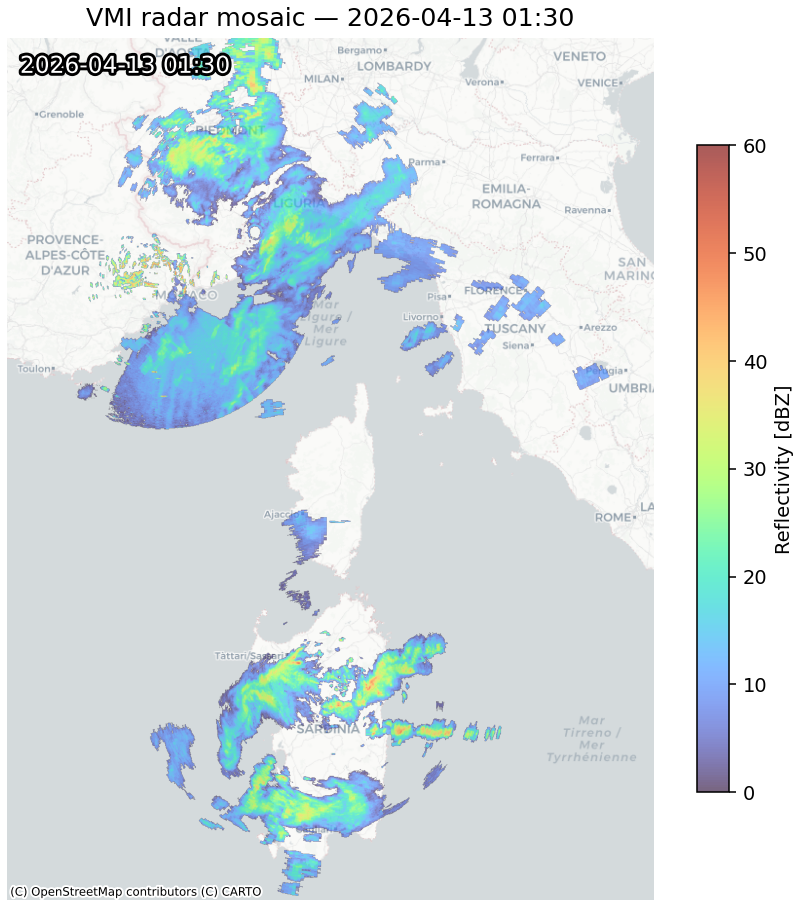 VMI radar mosaic — 2026-04-13 01:30
2026-04-13 01:30
VALLE
D'AOSTA
Bergamo
LOMBARDY
VENETO
MILAN
Verona
VENICE
Grenoble
PIEDMONT
Parma
Ferrara
EMILIA-
ROMAGNA
LIGURIA
Ravenna
PROVENCE-
ALPES-CÔTE
D'AZUR
SAN
MARINO
MONACO
Pisa
FLORENCE
Mar
Ligure /
Mer
Ligure
Livorno
TUSCANY
Arezzo
Siena
Toulon
Perugia
UMBRIA
Ajaccio
ROME
LA
Tattari/Sassari
SARDINIA
Mar
Tirreno /
Mer
Tyrrhénienne
Cagliari
(C) OpenStreetMap contributors (C) CARTO
60
50
40
30
20
10
0
Reflectivity [dBZ]